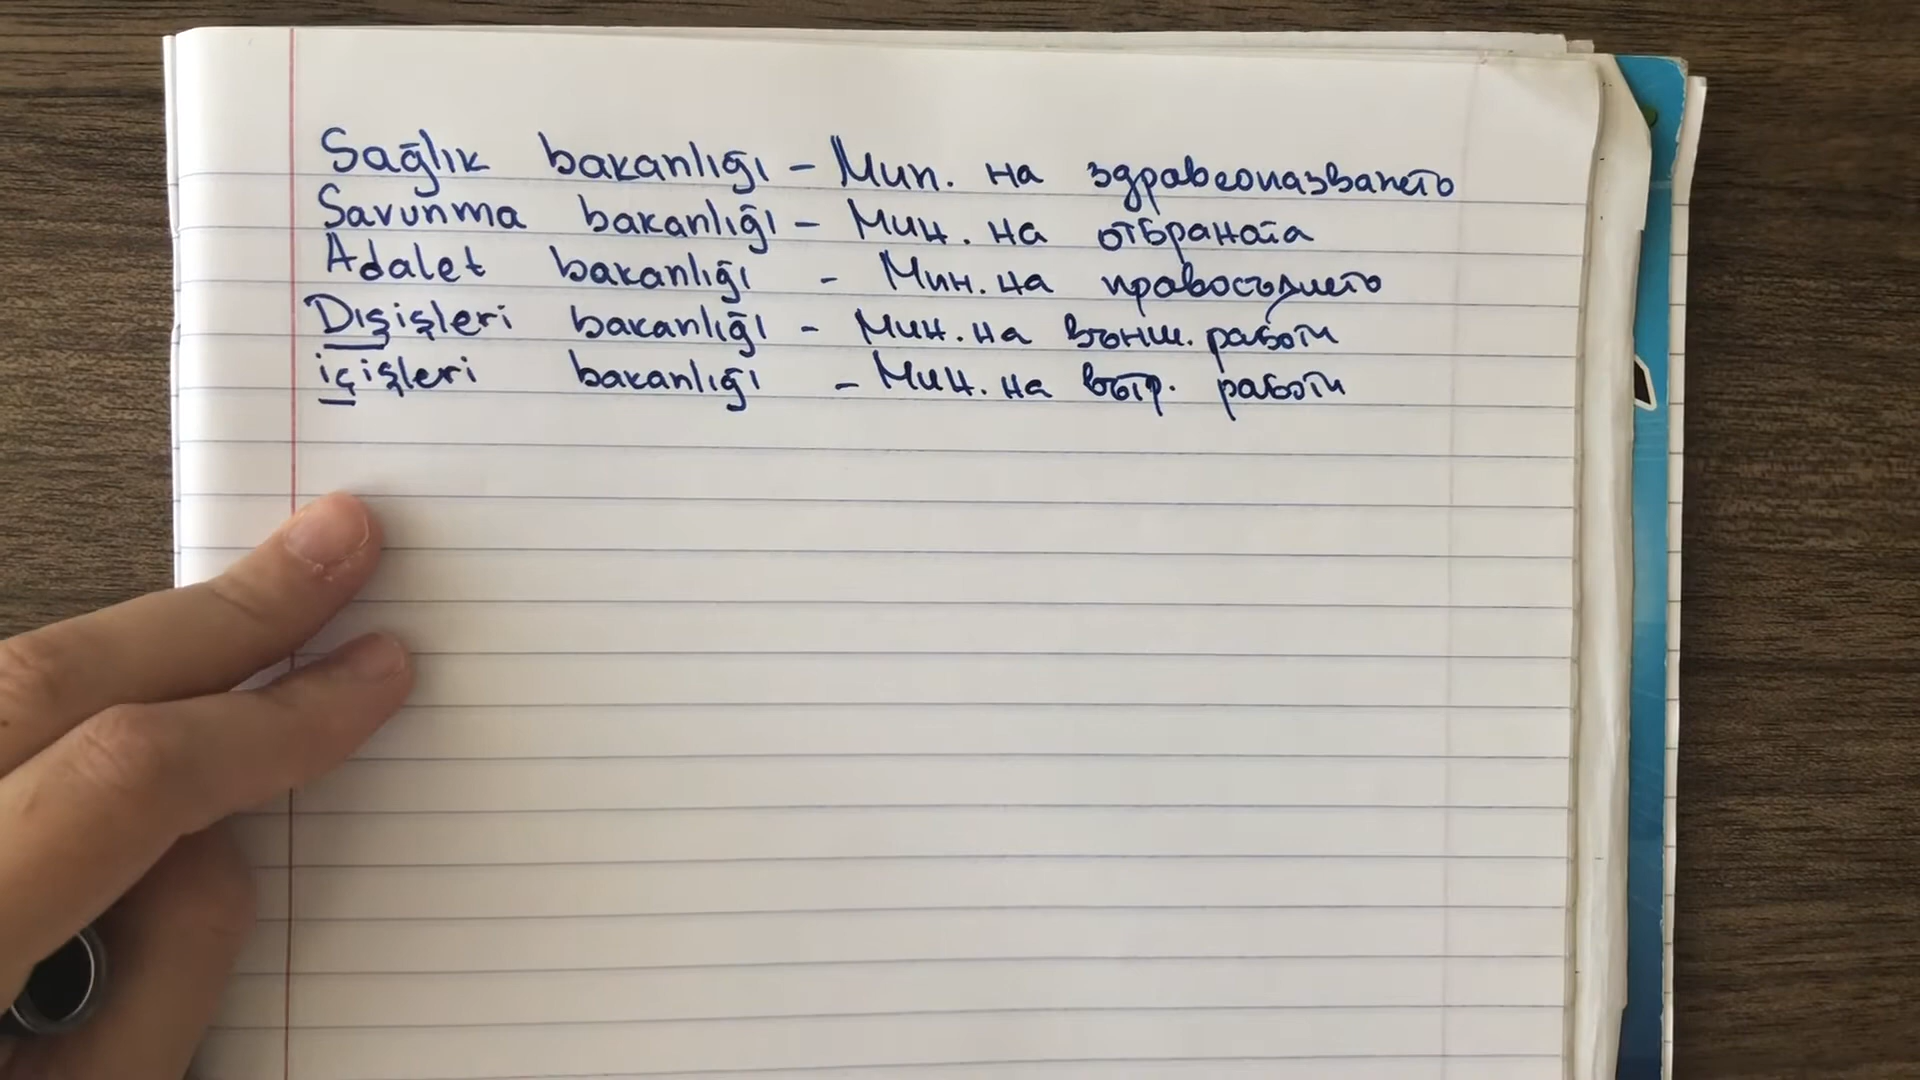 Sağlık bakanlığı - Мин. на здравеопазването
Savunma bakanlığı - Мин. на отбраната
Adalet bakanlığı - Мин. на правосъдието
Dışişleri bakanlığı - Мин. на външ. работи
içişleri bakanlığı - Мин. на вътр. работи